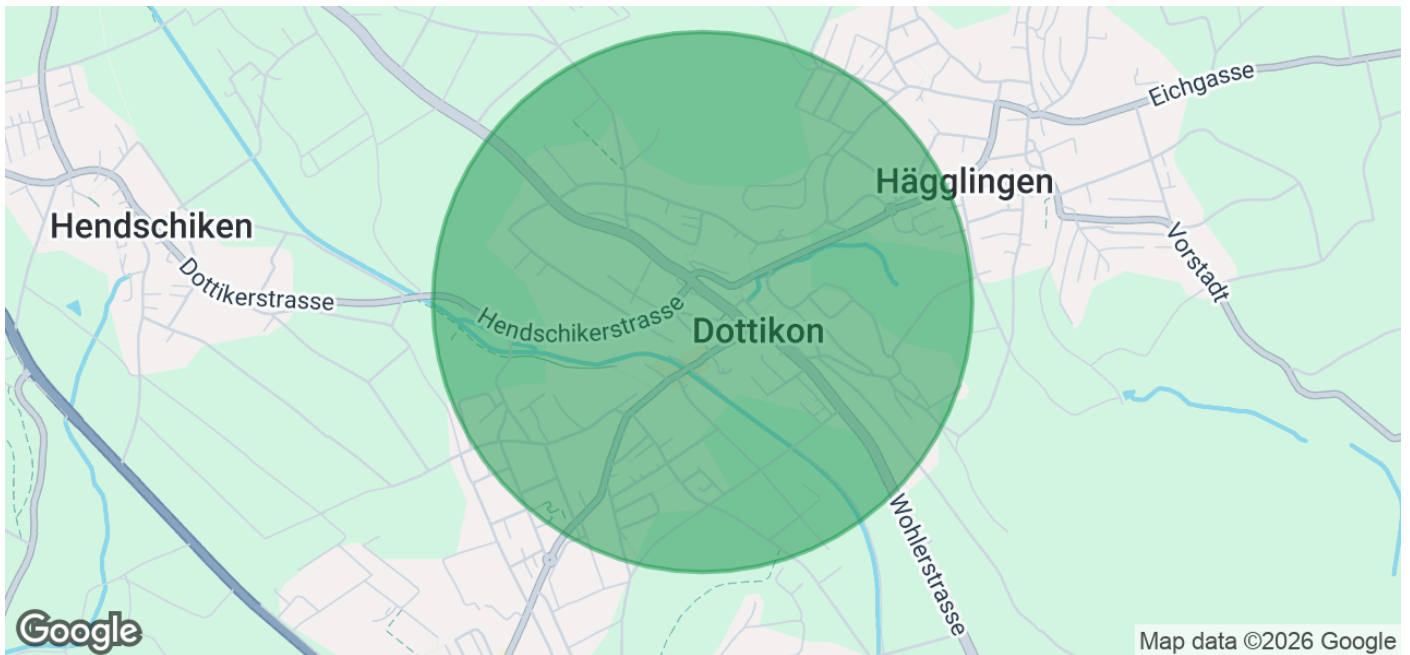 Eichgasse
Hägglingen
Hendschiken
Vorstadt
Dottikerstrasse
Hendschikerstrasse
Dottikon
Wohlerstrasse
Google
Map data ©2026 Google